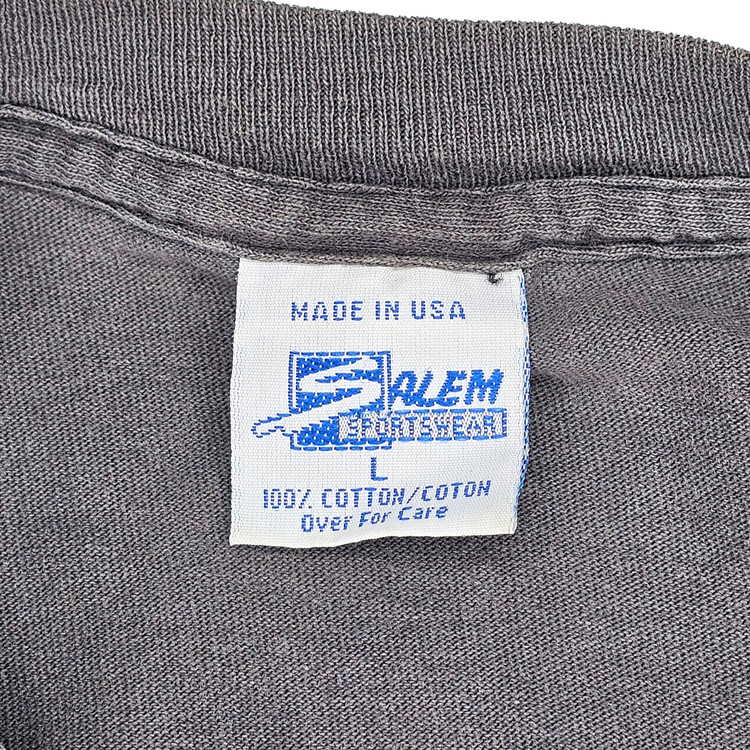 MADE IN USA
SALEM
SPORTSWEAR
L
100% COTTON/COTON
Over For Care